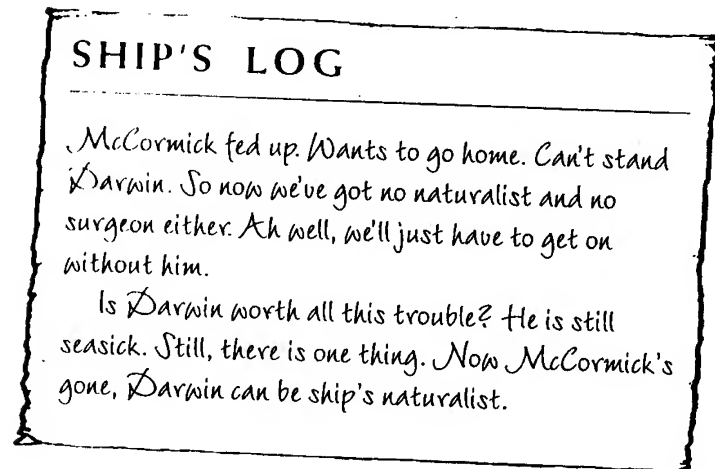 SHIP'S LOG
McCormick fed up. Wants to go home. Can't stand
Darwin. So now we've got no naturalist and no
surgeon either. Ah well, we'll just have to get on
without him.
Is Darwin worth all this trouble? He is still
seasick. Still, there is one thing. Now McCormick's
gone, Darwin can be ship's naturalist.